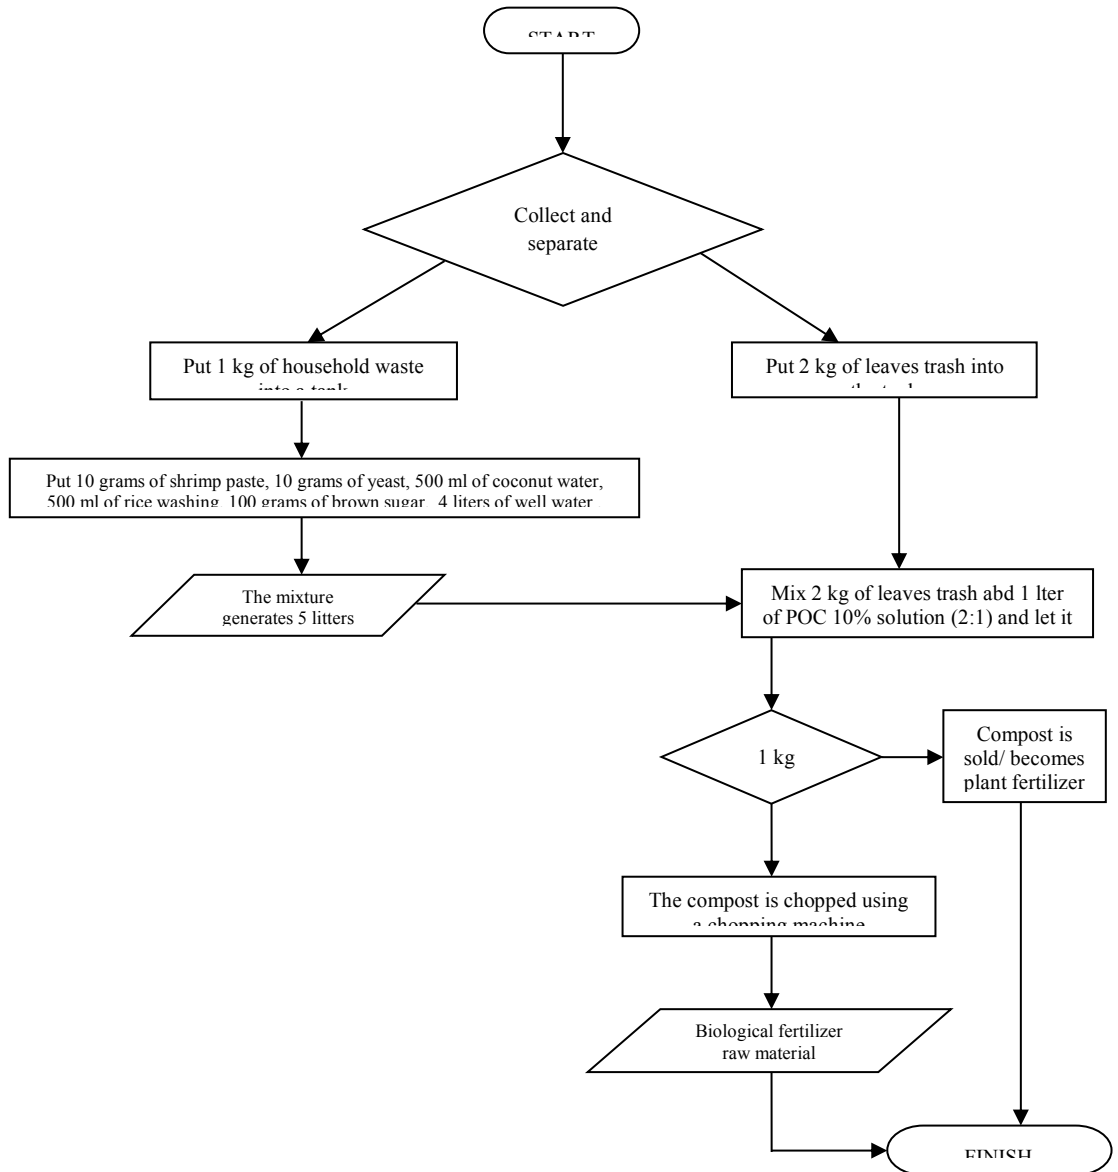 START
Collect and
separate
Put 1 kg of household waste
into a tank
Put 2 kg of leaves trash into
Put 10 grams of shrimp paste, 10 grams of yeast, 500 ml of coconut water,
500 ml of rice washing, 100 grams of brown sugar, 4 liters of well water
The mixture
generates 5 litters
Mix 2 kg of leaves trash abd 1 lter
of POC 10% solution (2:1) and let it
1 kg
Compost is
sold/ becomes
plant fertilizer
The compost is chopped using
a chopping machine
Biological fertilizer
raw material
FINISH